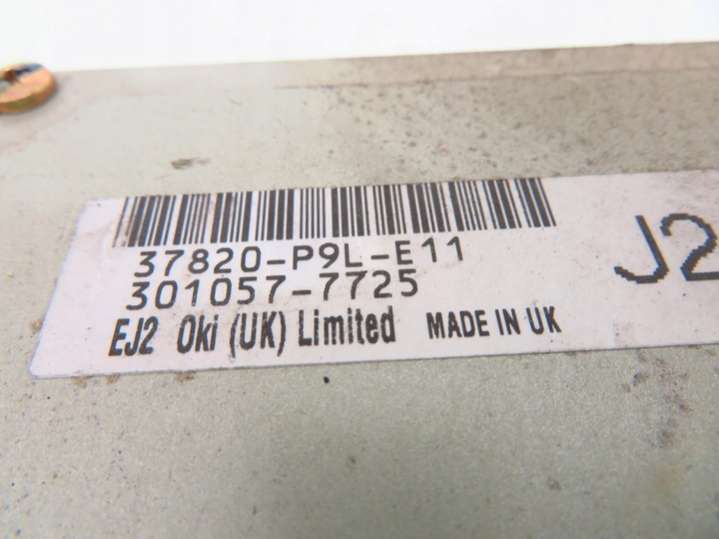 37820-P9L-E11
301057-7725
EJ2 Oki (UK) Limited MADE IN UK
J2